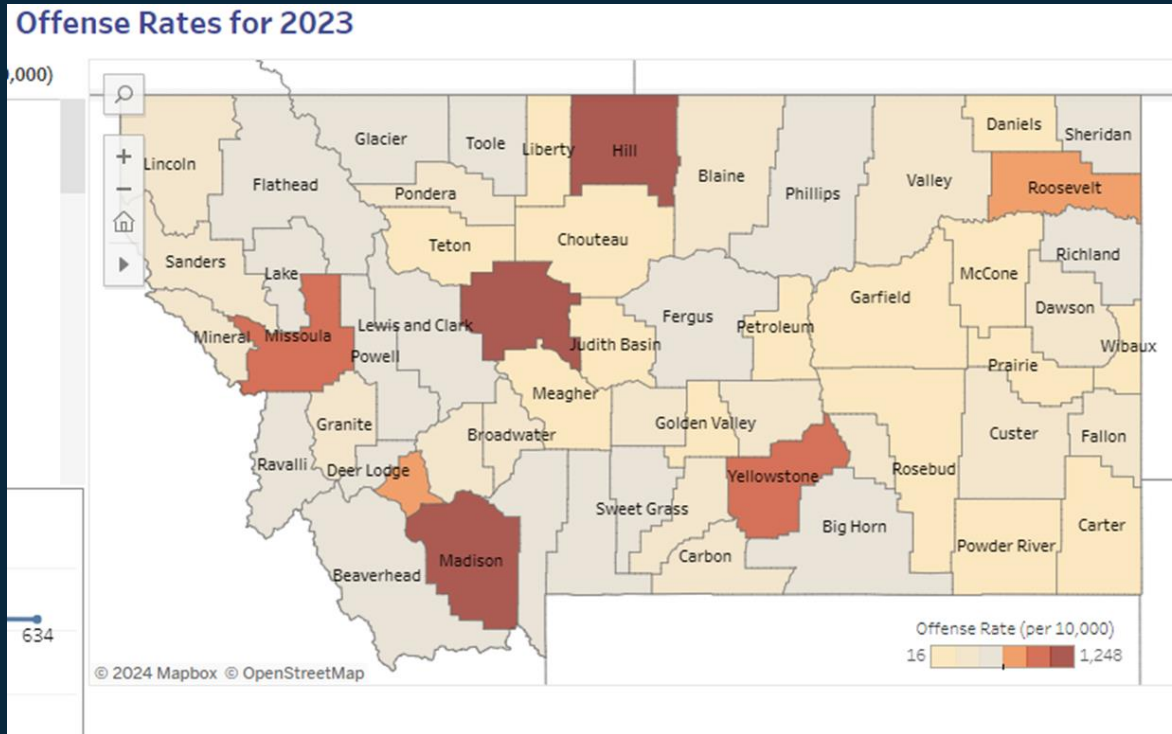 Offense Rates for 2023
,000)
Glacier
Toole
Liberty
Hill
Daniels
Sheridan
Lincoln
Flathead
Pondera
Blaine
Phillips
Valley
Roosevelt
Teton
Chouteau
Sanders
Lake
Richland
McCone
Garfield
Dawson
Mineral
Missoula
Lewis and Clark
Powell
Judith Basin
Fergus
Petroleum
Wibaux
Prairie
Meagher
Granite
Broadwater
Golden Valley
Custer
Fallon
Ravalli
Deer Lodge
Yellowstone
Rosebud
Sweet Grass
Big Horn
Carter
Powder River
Madison
Beaverhead
Carbon
634
Offense Rate (per 10,000)
16
1,248
© 2024 Mapbox © OpenStreetMap